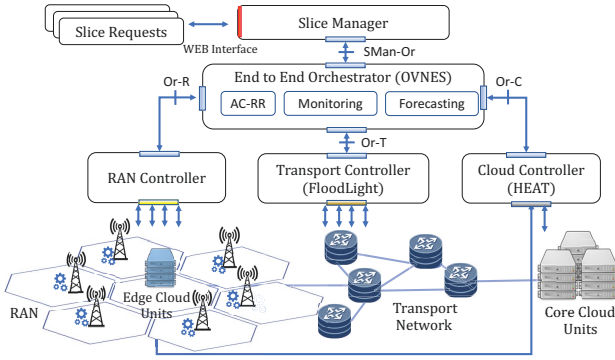 Slice Requests
WEB Interface
Slice Manager
SMan-Or
End to End Orchestrator (OVNES)
AC-RR
Monitoring
Forecasting
Or-R
Or-C
Or-T
RAN Controller
Transport Controller
(FloodLight)
Cloud Controller
(HEAT)
RAN
Edge Cloud
Units
Transport
Network
Core Cloud
Units